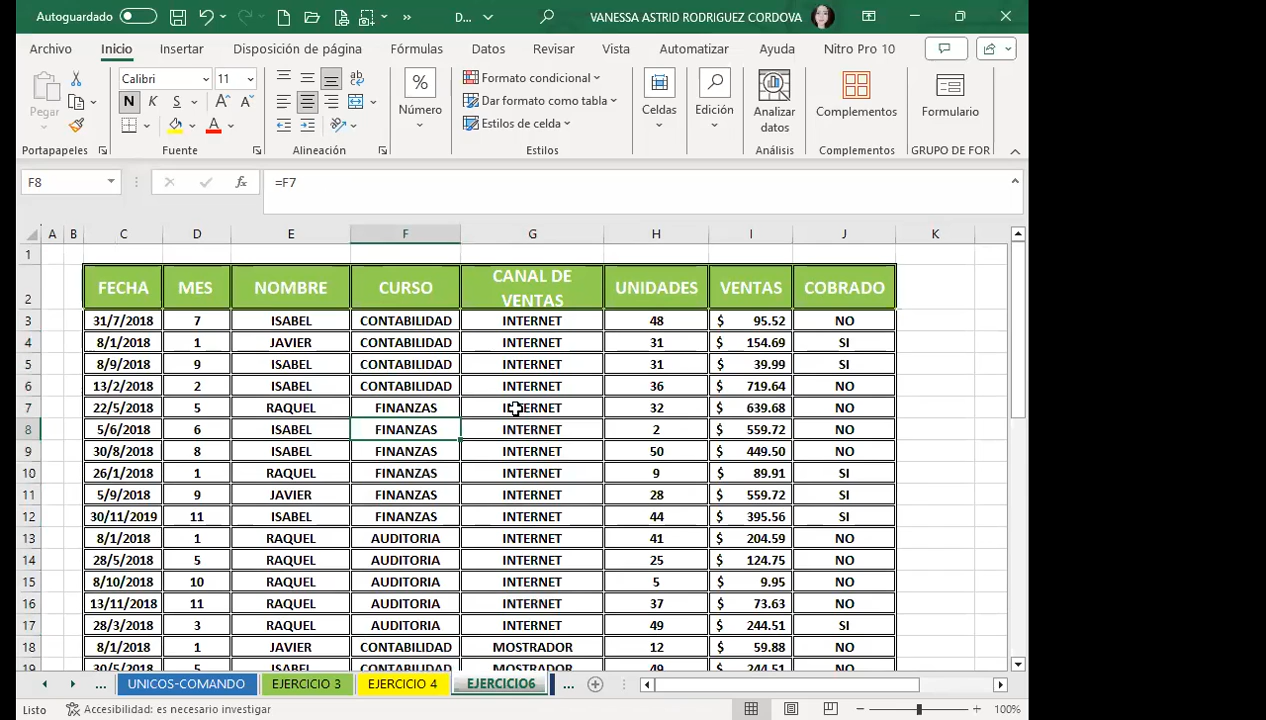 Autoguardado D... VANESSA ASTRID RODRIGUEZ CORDOVA
Archivo Inicio Insertar Disposición de página Fórmulas Datos Revisar Vista Automatizar Ayuda Nitro Pro 10
Pegar
Calibri 11
N K S
Número
Formato condicional
Dar formato como tabla
Estilos de celda
Celdas
Edición
Analizar
datos
Complementos
Formulario
Portapapeles Fuente Alineación Estilos Análisis Complementos GRUPO DE FOR
F8 fx =F7
A B C D E F G H I J K
1
2 FECHA MES NOMBRE CURSO CANAL DE VENTAS UNIDADES VENTAS COBRADO
3 31/7/2018 7 ISABEL CONTABILIDAD INTERNET 48 $ 95.52 NO
4 8/1/2018 1 JAVIER CONTABILIDAD INTERNET 31 $ 154.69 SI
5 8/9/2018 9 ISABEL CONTABILIDAD INTERNET 31 $ 39.99 SI
6 13/2/2018 2 ISABEL CONTABILIDAD INTERNET 36 $ 719.64 NO
7 22/5/2018 5 RAQUEL FINANZAS INTERNET 32 $ 639.68 NO
8 5/6/2018 6 ISABEL FINANZAS INTERNET 2 $ 559.72 NO
9 30/8/2018 8 ISABEL FINANZAS INTERNET 50 $ 449.50 NO
10 26/1/2018 1 RAQUEL FINANZAS INTERNET 9 $ 89.91 SI
11 5/9/2018 9 JAVIER FINANZAS INTERNET 28 $ 559.72 SI
12 30/11/2019 11 ISABEL FINANZAS INTERNET 44 $ 395.56 SI
13 8/1/2018 1 RAQUEL AUDITORIA INTERNET 41 $ 204.59 NO
14 28/5/2018 5 RAQUEL AUDITORIA INTERNET 25 $ 124.75 NO
15 8/10/2018 10 RAQUEL AUDITORIA INTERNET 5 $ 9.95 NO
16 13/11/2018 11 RAQUEL AUDITORIA INTERNET 37 $ 73.63 NO
17 28/3/2018 3 RAQUEL AUDITORIA INTERNET 49 $ 244.51 SI
18 8/1/2018 1 JAVIER CONTABILIDAD MOSTRADOR 12 $ 59.88 NO
19 30/5/2018 5 ISABEL CONTABILIDAD MOSTRADOR 49 $ 244.51 NO
... UNICOS-COMANDO EJERCICIO 3 EJERCICIO 4 EJERCICIO6 ...
Listo Accesibilidad: es necesario investigar 100%